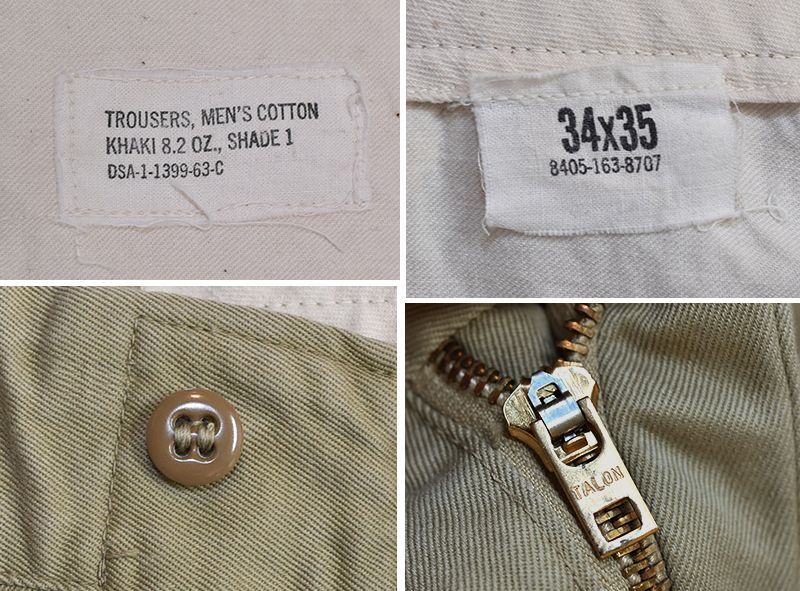 TROUSERS, MEN'S COTTON
KHAKI 8.2 OZ., SHADE 1
DSA-1-1399-63-C
34x35
8405-163-8707
TALON